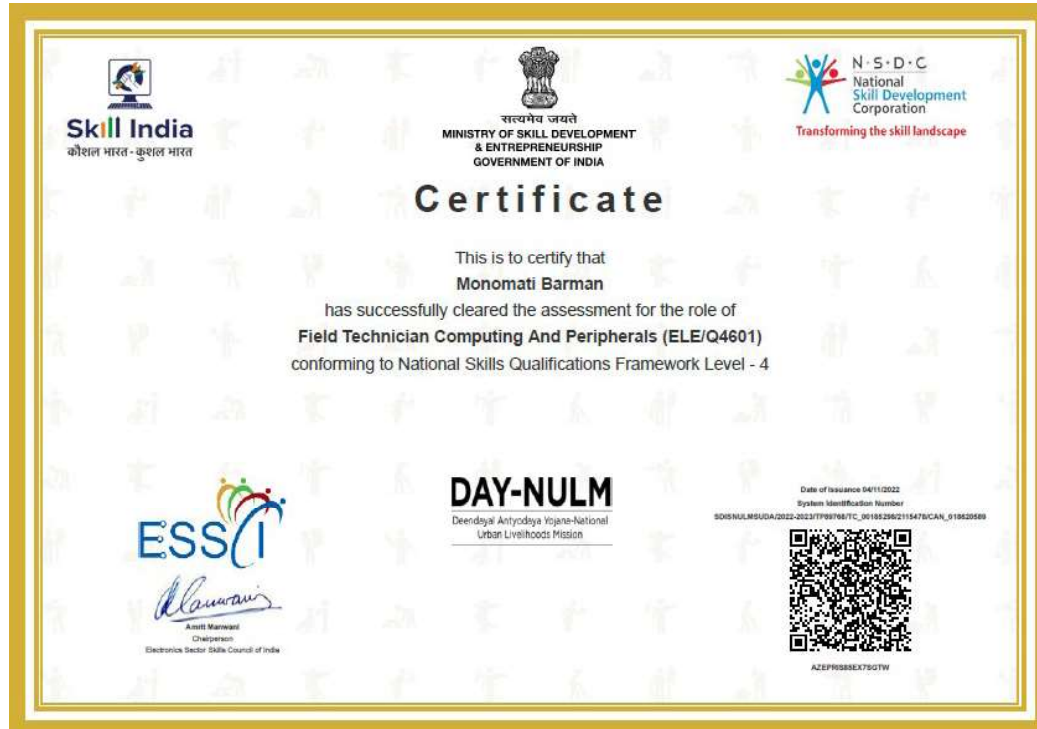 Skill India
कौशल भारत - कुशल भारत
सत्यमेव जयते
MINISTRY OF SKILL DEVELOPMENT
& ENTREPRENEURSHIP
GOVERNMENT OF INDIA
N·S·D·C
National
Skill Development
Corporation
Transforming the skill landscape
Certificate
This is to certify that
Monomati Barman
has successfully cleared the assessment for the role of
Field Technician Computing And Peripherals (ELE/Q4601)
conforming to National Skills Qualifications Framework Level - 4
ESSCI
Amrit Manwani
Chairperson
Electronics Sector Skills Council of India
DAY-NULM
Deendayal Antyodaya Yojana-National
Urban Livelihoods Mission
Date of Issuance 04/11/2022
System Identification Number